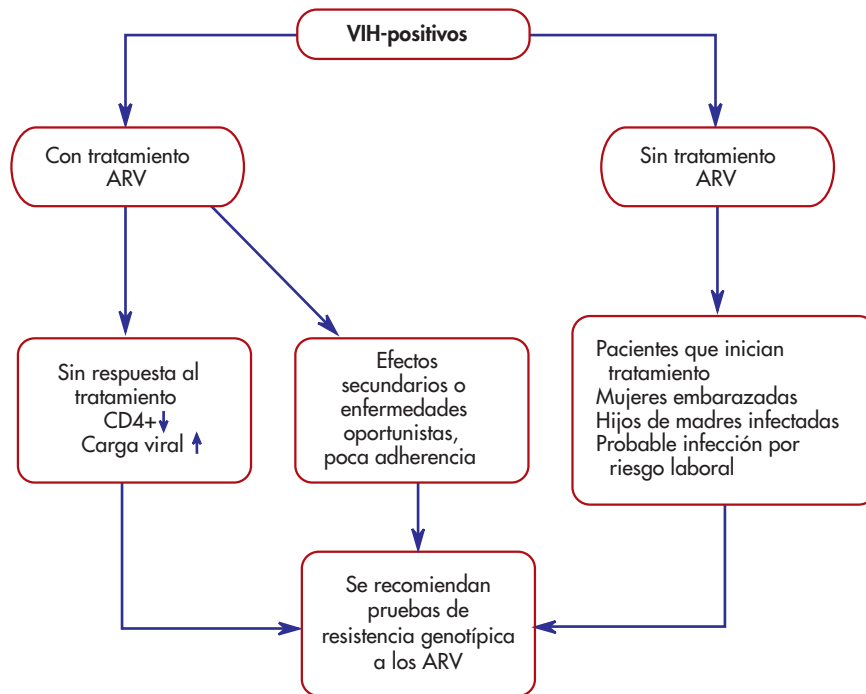 VIH-positivos
Con tratamiento
ARV
Sin tratamiento
ARV
Sin respuesta al
tratamiento
CD4+↓
Carga viral ↑
Efectos
secundarios o
enfermedades
oportunistas,
poca adherencia
Pacientes que inician
tratamiento
Mujeres embarazadas
Hijos de madres infectadas
Probable infección por
riesgo laboral
Se recomiendan
pruebas de
resistencia genotípica
a los ARV